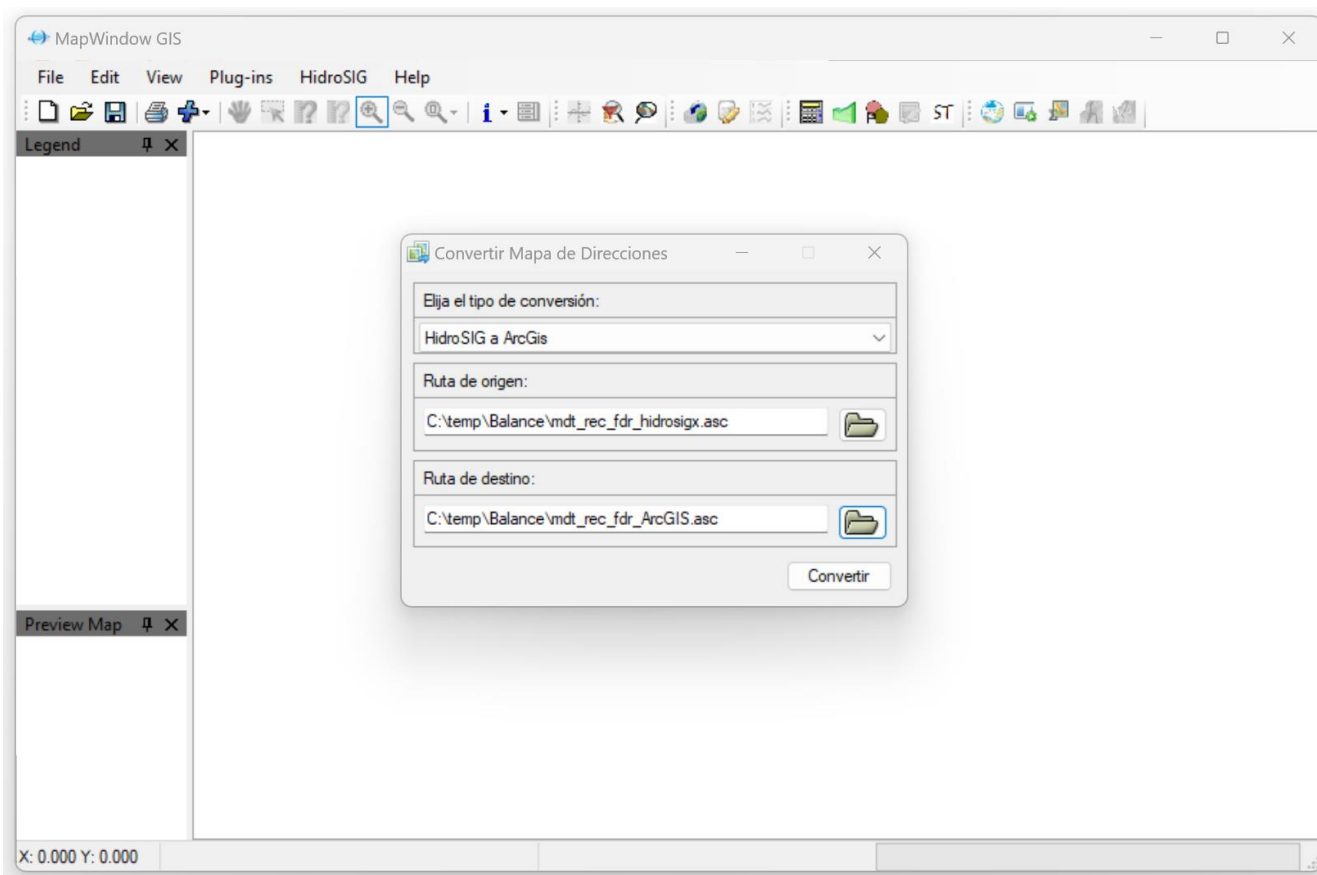 MapWindow GIS
File Edit View Plug-ins HidroSIG Help
ST
Legend
Convertir Mapa de Direcciones
Elija el tipo de conversión:
HidroSIG a ArcGis
Ruta de origen:
C:\temp\Balance\mdt_rec_fdr_hidrosigx.asc
Ruta de destino:
C:\temp\Balance\mdt_rec_fdr_ArcGIS.asc
Convertir
Preview Map
X: 0.000 Y: 0.000